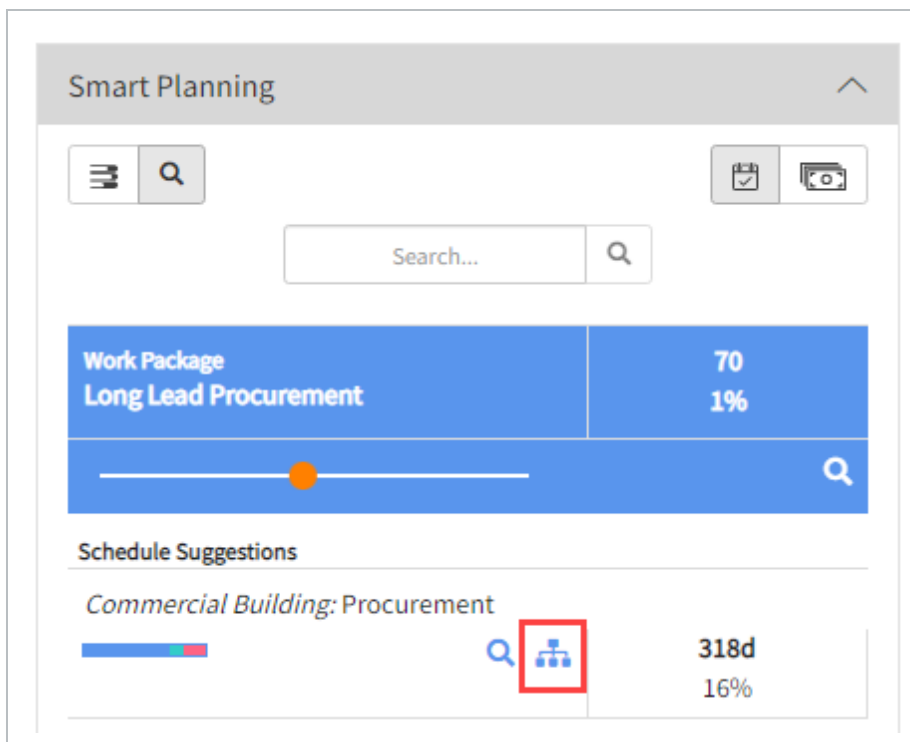 Smart Planning
Search...
Work Package
Long Lead Procurement
70
1%
Schedule Suggestions
Commercial Building: Procurement
318d
16%